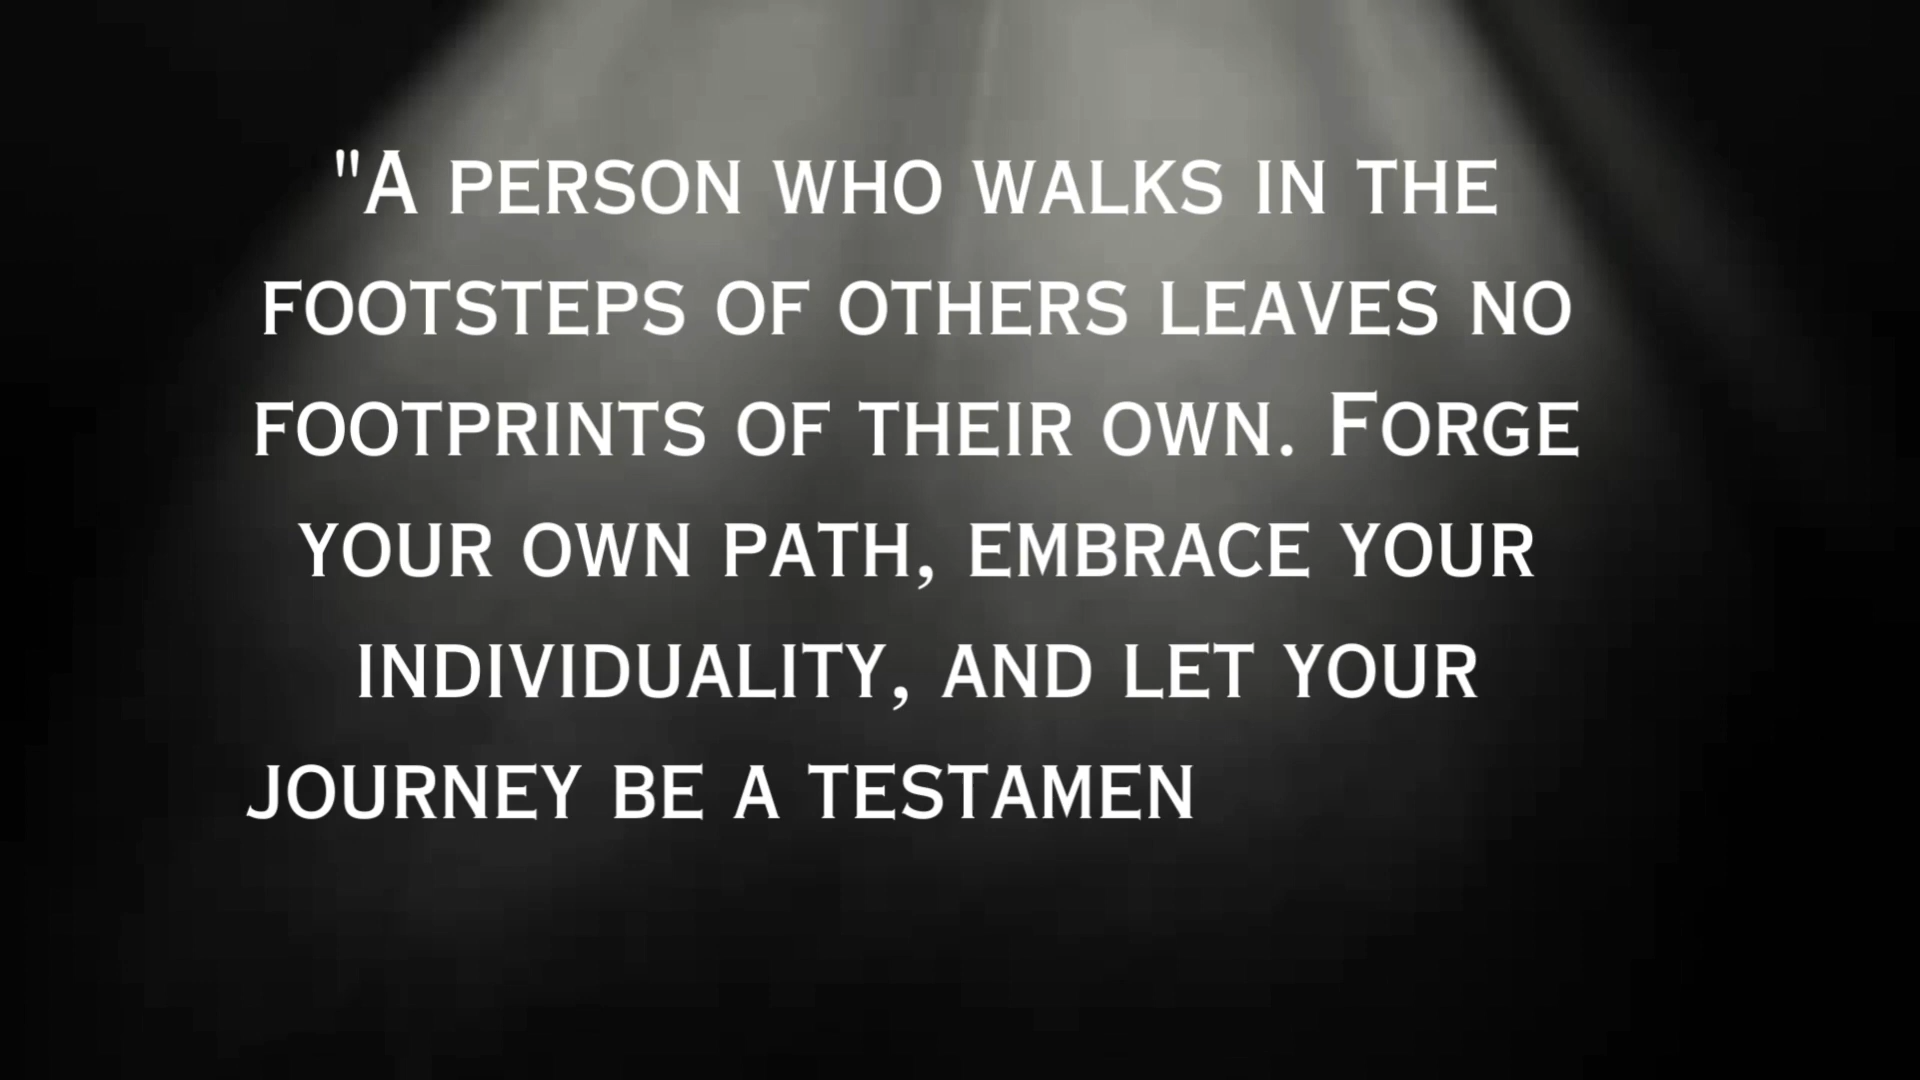 "A PERSON WHO WALKS IN THE
FOOTSTEPS OF OTHERS LEAVES NO
FOOTPRINTS OF THEIR OWN. FORGE
YOUR OWN PATH, EMBRACE YOUR
INDIVIDUALITY, AND LET YOUR
JOURNEY BE A TESTAMEN